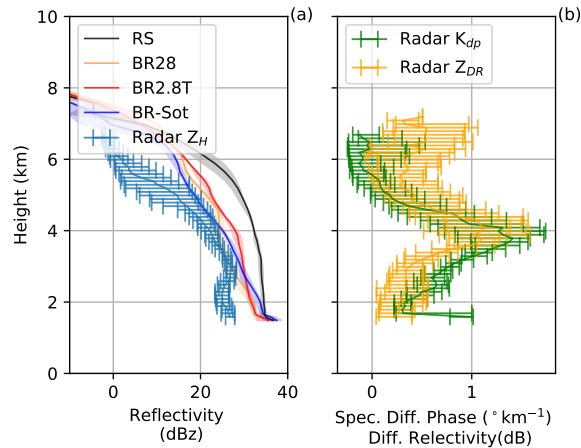 (a)
(b)
RS
BR28
BR2.8T
BR-Sot
Radar Z_H
Radar K_dp
Radar Z_DR
Height (km)
10
8
6
4
2
0
0 20 40
Reflectivity
(dBz)
0 1
Spec. Diff. Phase (°km⁻¹)
Diff. Relectivity(dB)